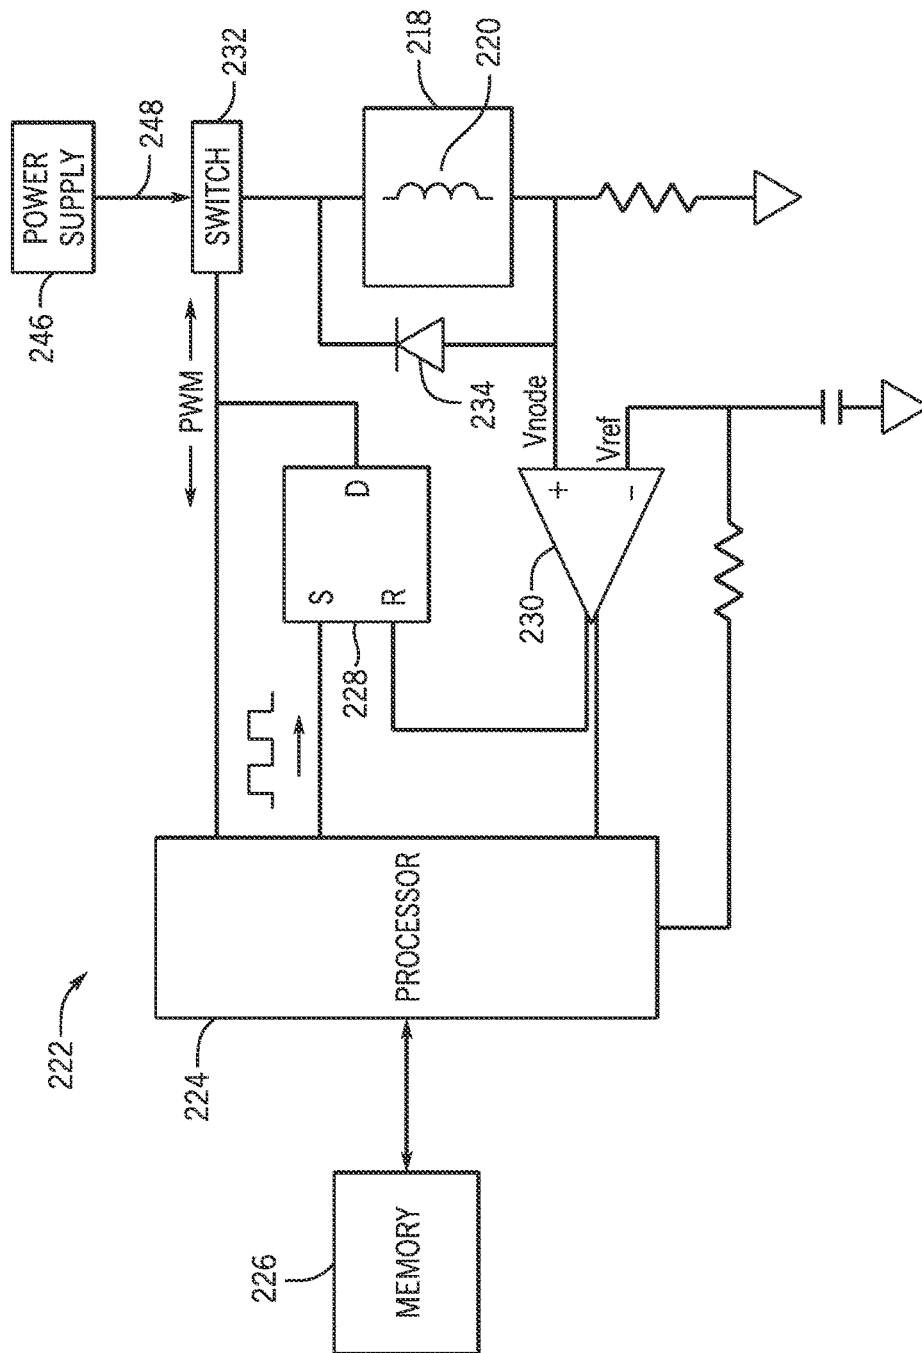 POWER
SUPPLY
246
248
SWITCH
232
218
220
PWM
234
Vnode
Vref
+
−
230
S
R
D
228
222
224
PROCESSOR
226
MEMORY